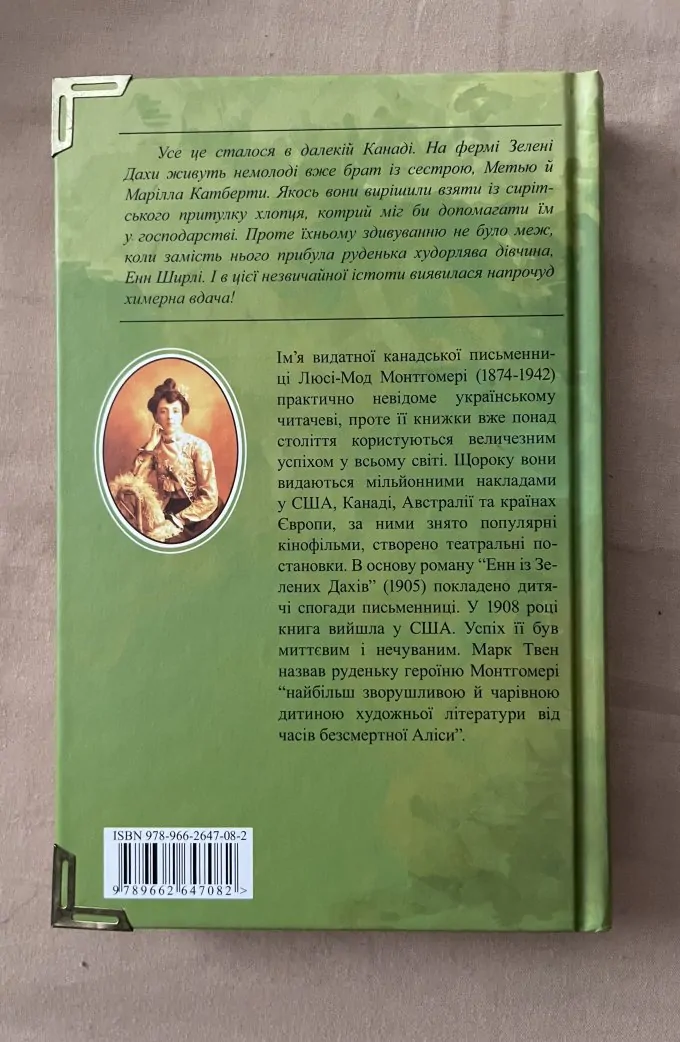 Усе це сталося в далекій Канаді. На фермі Зелені
Дахи живуть немолоді вже брат із сестрою, Метью й
Марілла Катберти. Якось вони вирішили взяти із сиріт-
ського притулку хлопця, котрий міг би допомагати їм
у господарстві. Проте їхньому здивуванню не було меж,
коли замість нього прибула руденька худорлява дівчина,
Енн Ширлі. І в цієї незвичайної істоти виявилася напрочуд
химерна вдача!
Ім’я видатної канадської письменни-
ці Люсі-Мод Монтгомері (1874-1942)
практично невідоме українському
читачеві, проте її книжки вже понад
століття користуються величезним
успіхом у всьому світі. Щороку вони
видаються мільйонними накладами
у США, Канаді, Австралії та країнах
Європи, за ними знято популярні
кінофільми, створено театральні по-
становки. В основу роману “Енн із Зе-
лених Дахів” (1905) покладено дитя-
чі спогади письменниці. У 1908 році
книга вийшла у США. Успіх її був
миттєвим і нечуваним. Марк Твен
назвав руденьку героїню Монтгомері
“найбільш зворушливою й чарівною
дитиною художньої літератури від
часів безсмертної Аліси”.
ISBN 978-966-2647-08-2
9 789662 647082 >